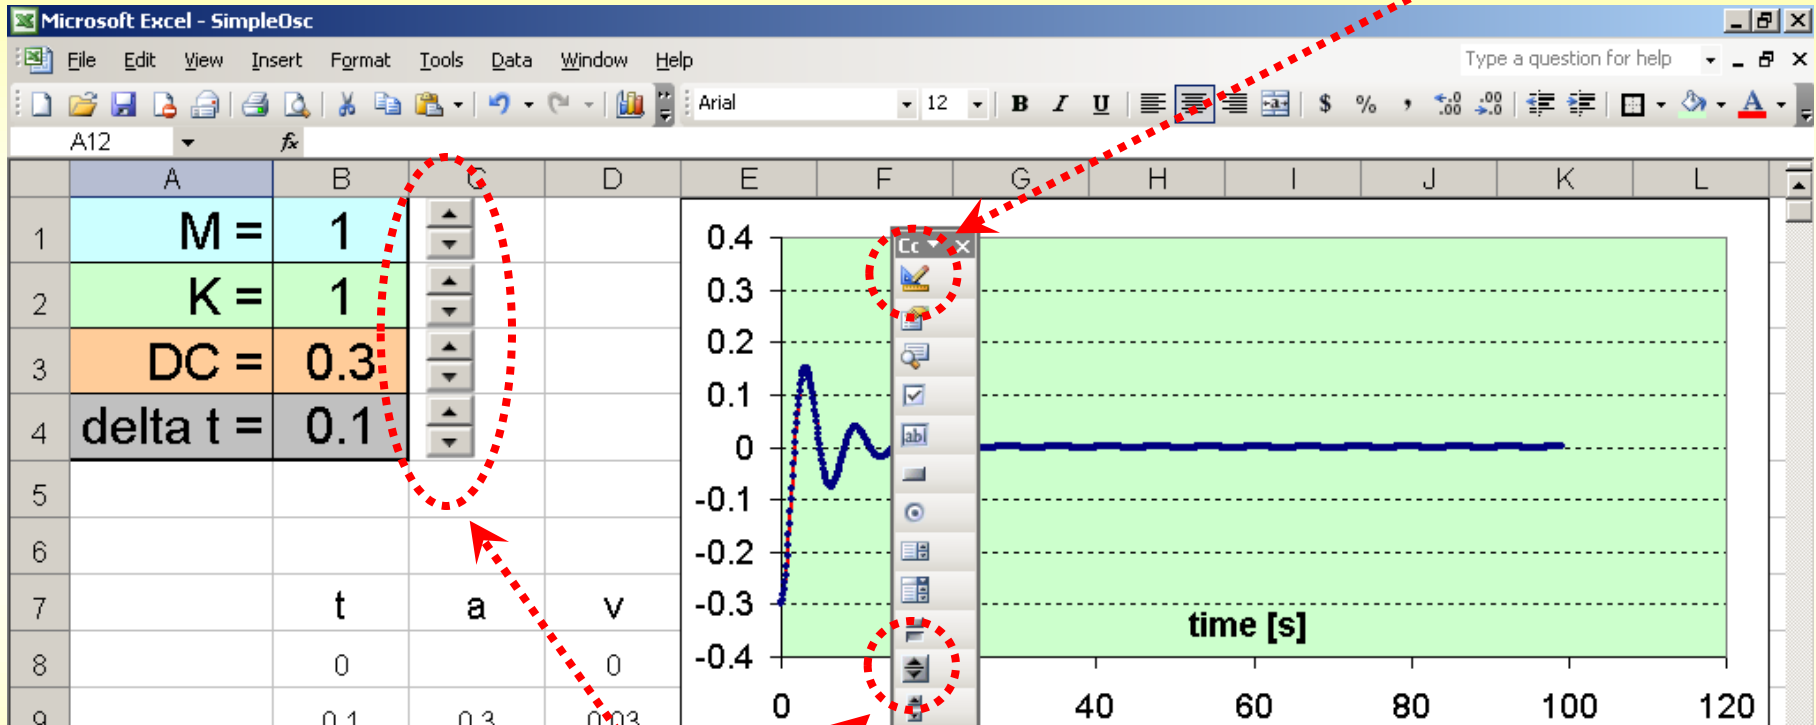 Microsoft Excel - SimpleOsc
File Edit View Insert Format Tools Data Window Help
Type a question for help
Arial 12 B I U $ % ,
A12 fx
A B C D E F G H I J K L
1 M = 1
2 K = 1
3 DC = 0.3
4 delta t = 0.1
5
6
7 t a v
8 0 0
9 0.1 0.3 0.03
0.4
0.3
0.2
0.1
0
-0.1
-0.2
-0.3
-0.4
time [s]
0 40 60 80 100 120
Cc
ab